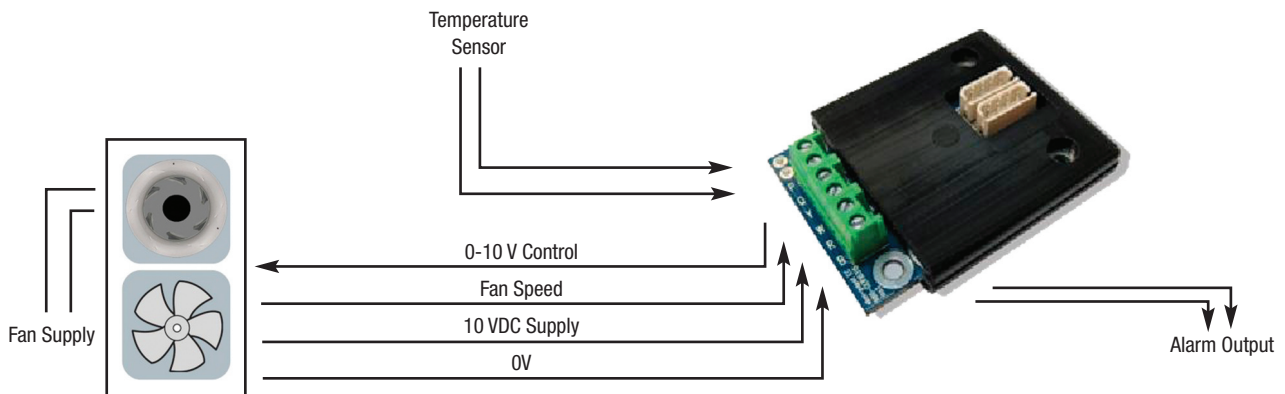 Temperature
Sensor
0-10 V Control
Fan Speed
10 VDC Supply
0V
Fan Supply
Alarm Output